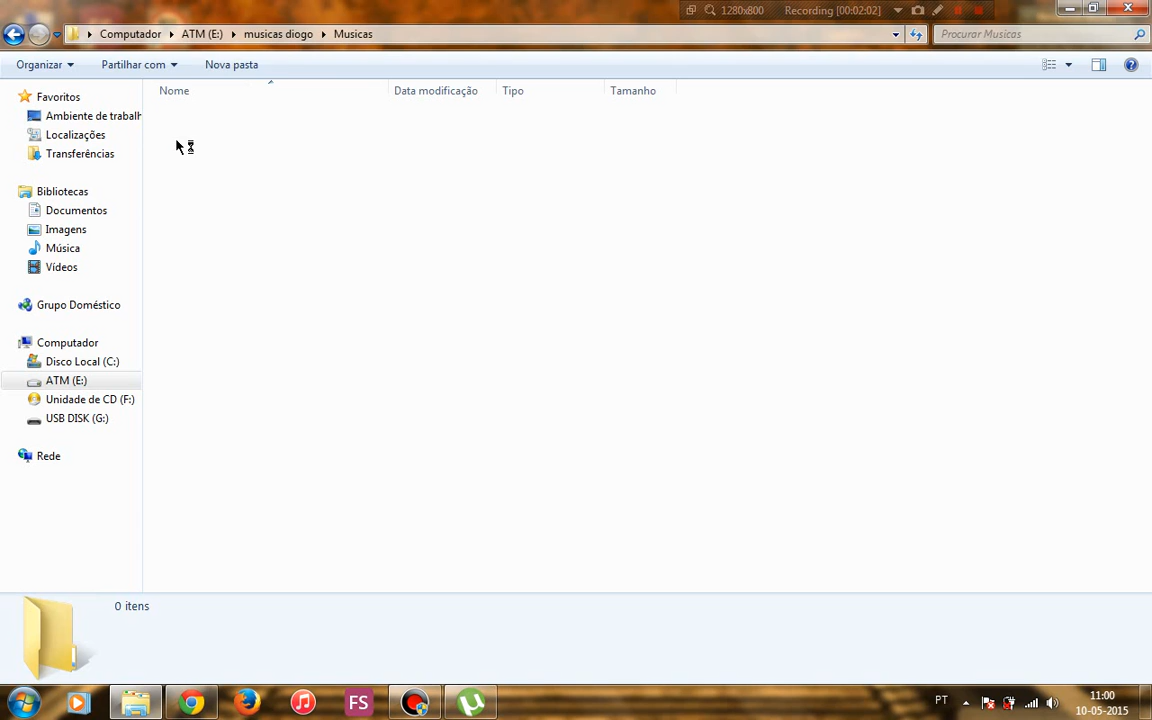 1280x800 Recording [00:02:02]
Computador ATM (E:) musicas diogo Musicas Procurar Musicas
Organizar Partilhar com Nova pasta
Nome Data modificação Tipo Tamanho
Favoritos
Ambiente de trabalh
Localizações
Transferências
Bibliotecas
Documentos
Imagens
Música
Vídeos
Grupo Doméstico
Computador
Disco Local (C:)
ATM (E:)
Unidade de CD (F:)
USB DISK (G:)
Rede
0 itens
FS PT 11:00
10-05-2015